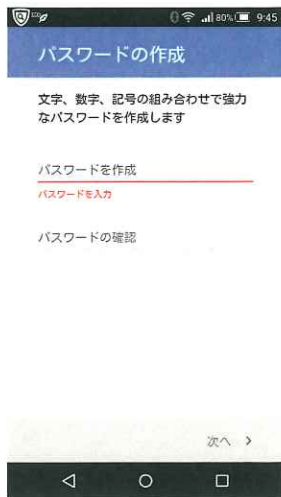 80% 9:45
パスワードの作成
文字、数字、記号の組み合わせで強力
なパスワードを作成します
パスワードを作成
パスワードを入力
パスワードの確認
次へ